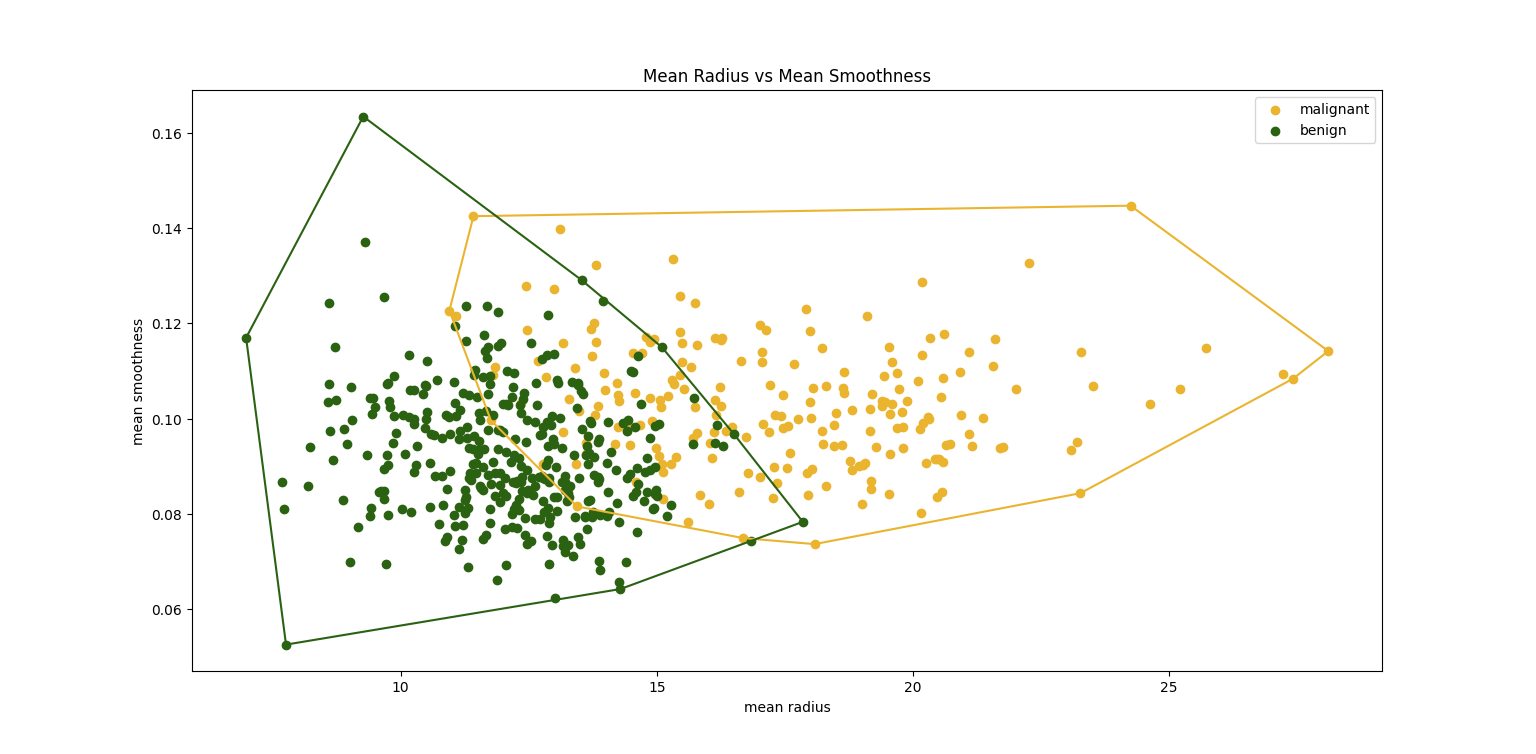 Mean Radius vs Mean Smoothness
malignant
benign
0.16
0.14
0.12
0.10
0.08
0.06
mean smoothness
10 15 20 25
mean radius